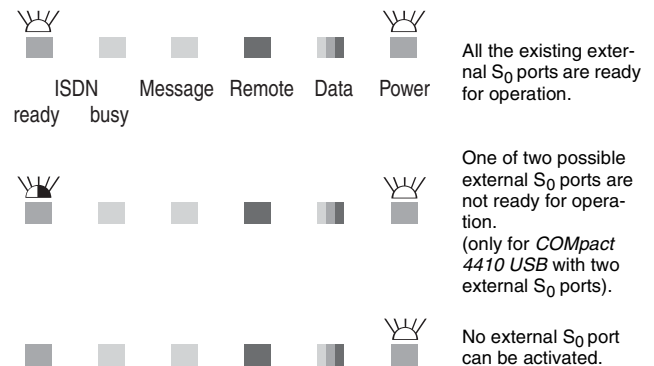 All the existing exter-
nal S0 ports are ready
for operation.
ISDN Message Remote Data Power
ready busy
One of two possible
external S0 ports are
not ready for opera-
tion.
(only for COMpact
4410 USB with two
external S0 ports).
No external S0 port
can be activated.